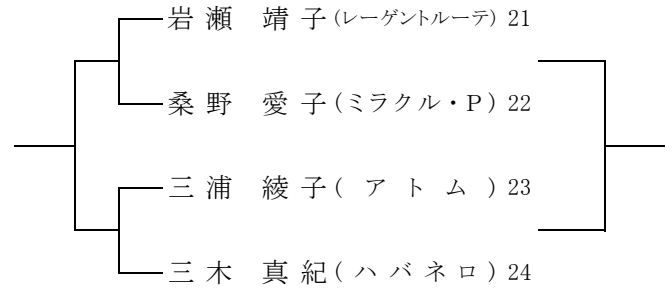 岩瀬 靖子(レーゲントルーテ) 21
桑野 愛子(ミラクル・P) 22
三浦 綾子(アトム) 23
三木 真紀(ハバネロ) 24